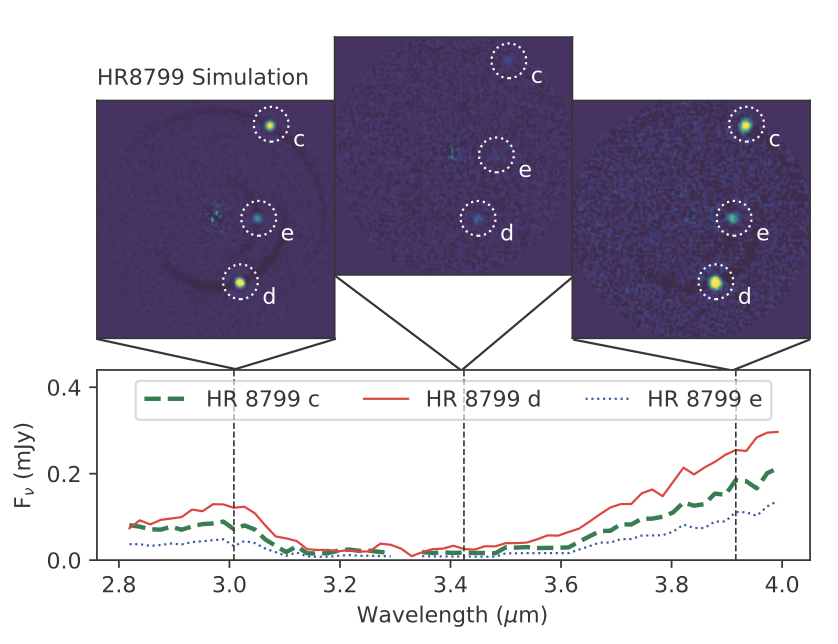 HR8799 Simulation
c
e
d
c
e
d
c
e
d
HR 8799 c HR 8799 d HR 8799 e
0.4
0.2
0.0
Fν (mJy)
2.8 3.0 3.2 3.4 3.6 3.8 4.0
Wavelength (μm)